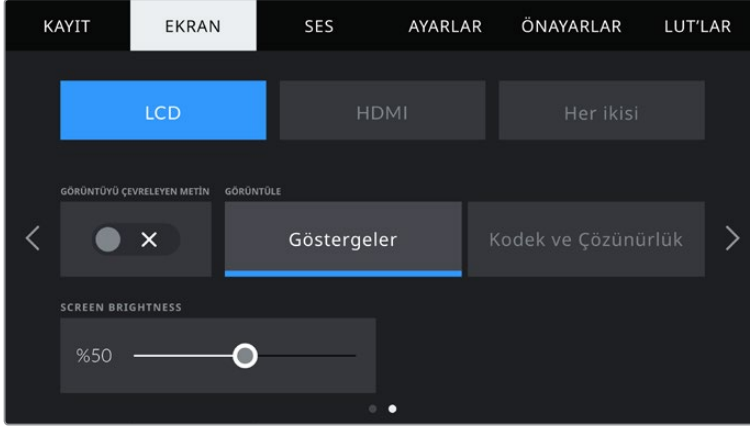 KAYIT EKRAN SES AYARLAR ÖNAYARLAR LUT'LAR
LCD HDMI Her ikisi
GÖRÜNTÜYÜ ÇEVRELEYEN METİN GÖRÜNTÜLE
Göstergeler Kodek ve Çözünürlük
SCREEN BRIGHTNESS
%50